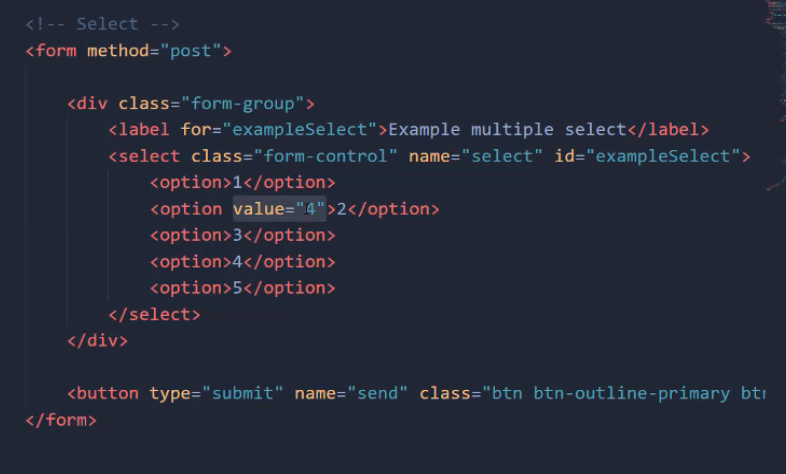 <!-- Select -->
<form method="post">
<div class="form-group">
<label for="exampleSelect">Example multiple select</label>
<select class="form-control" name="select" id="exampleSelect">
<option>1</option>
<option value="4">2</option>
<option>3</option>
<option>4</option>
<option>5</option>
</select>
</div>
<button type="submit" name="send" class="btn btn-outline-primary btn
</form>